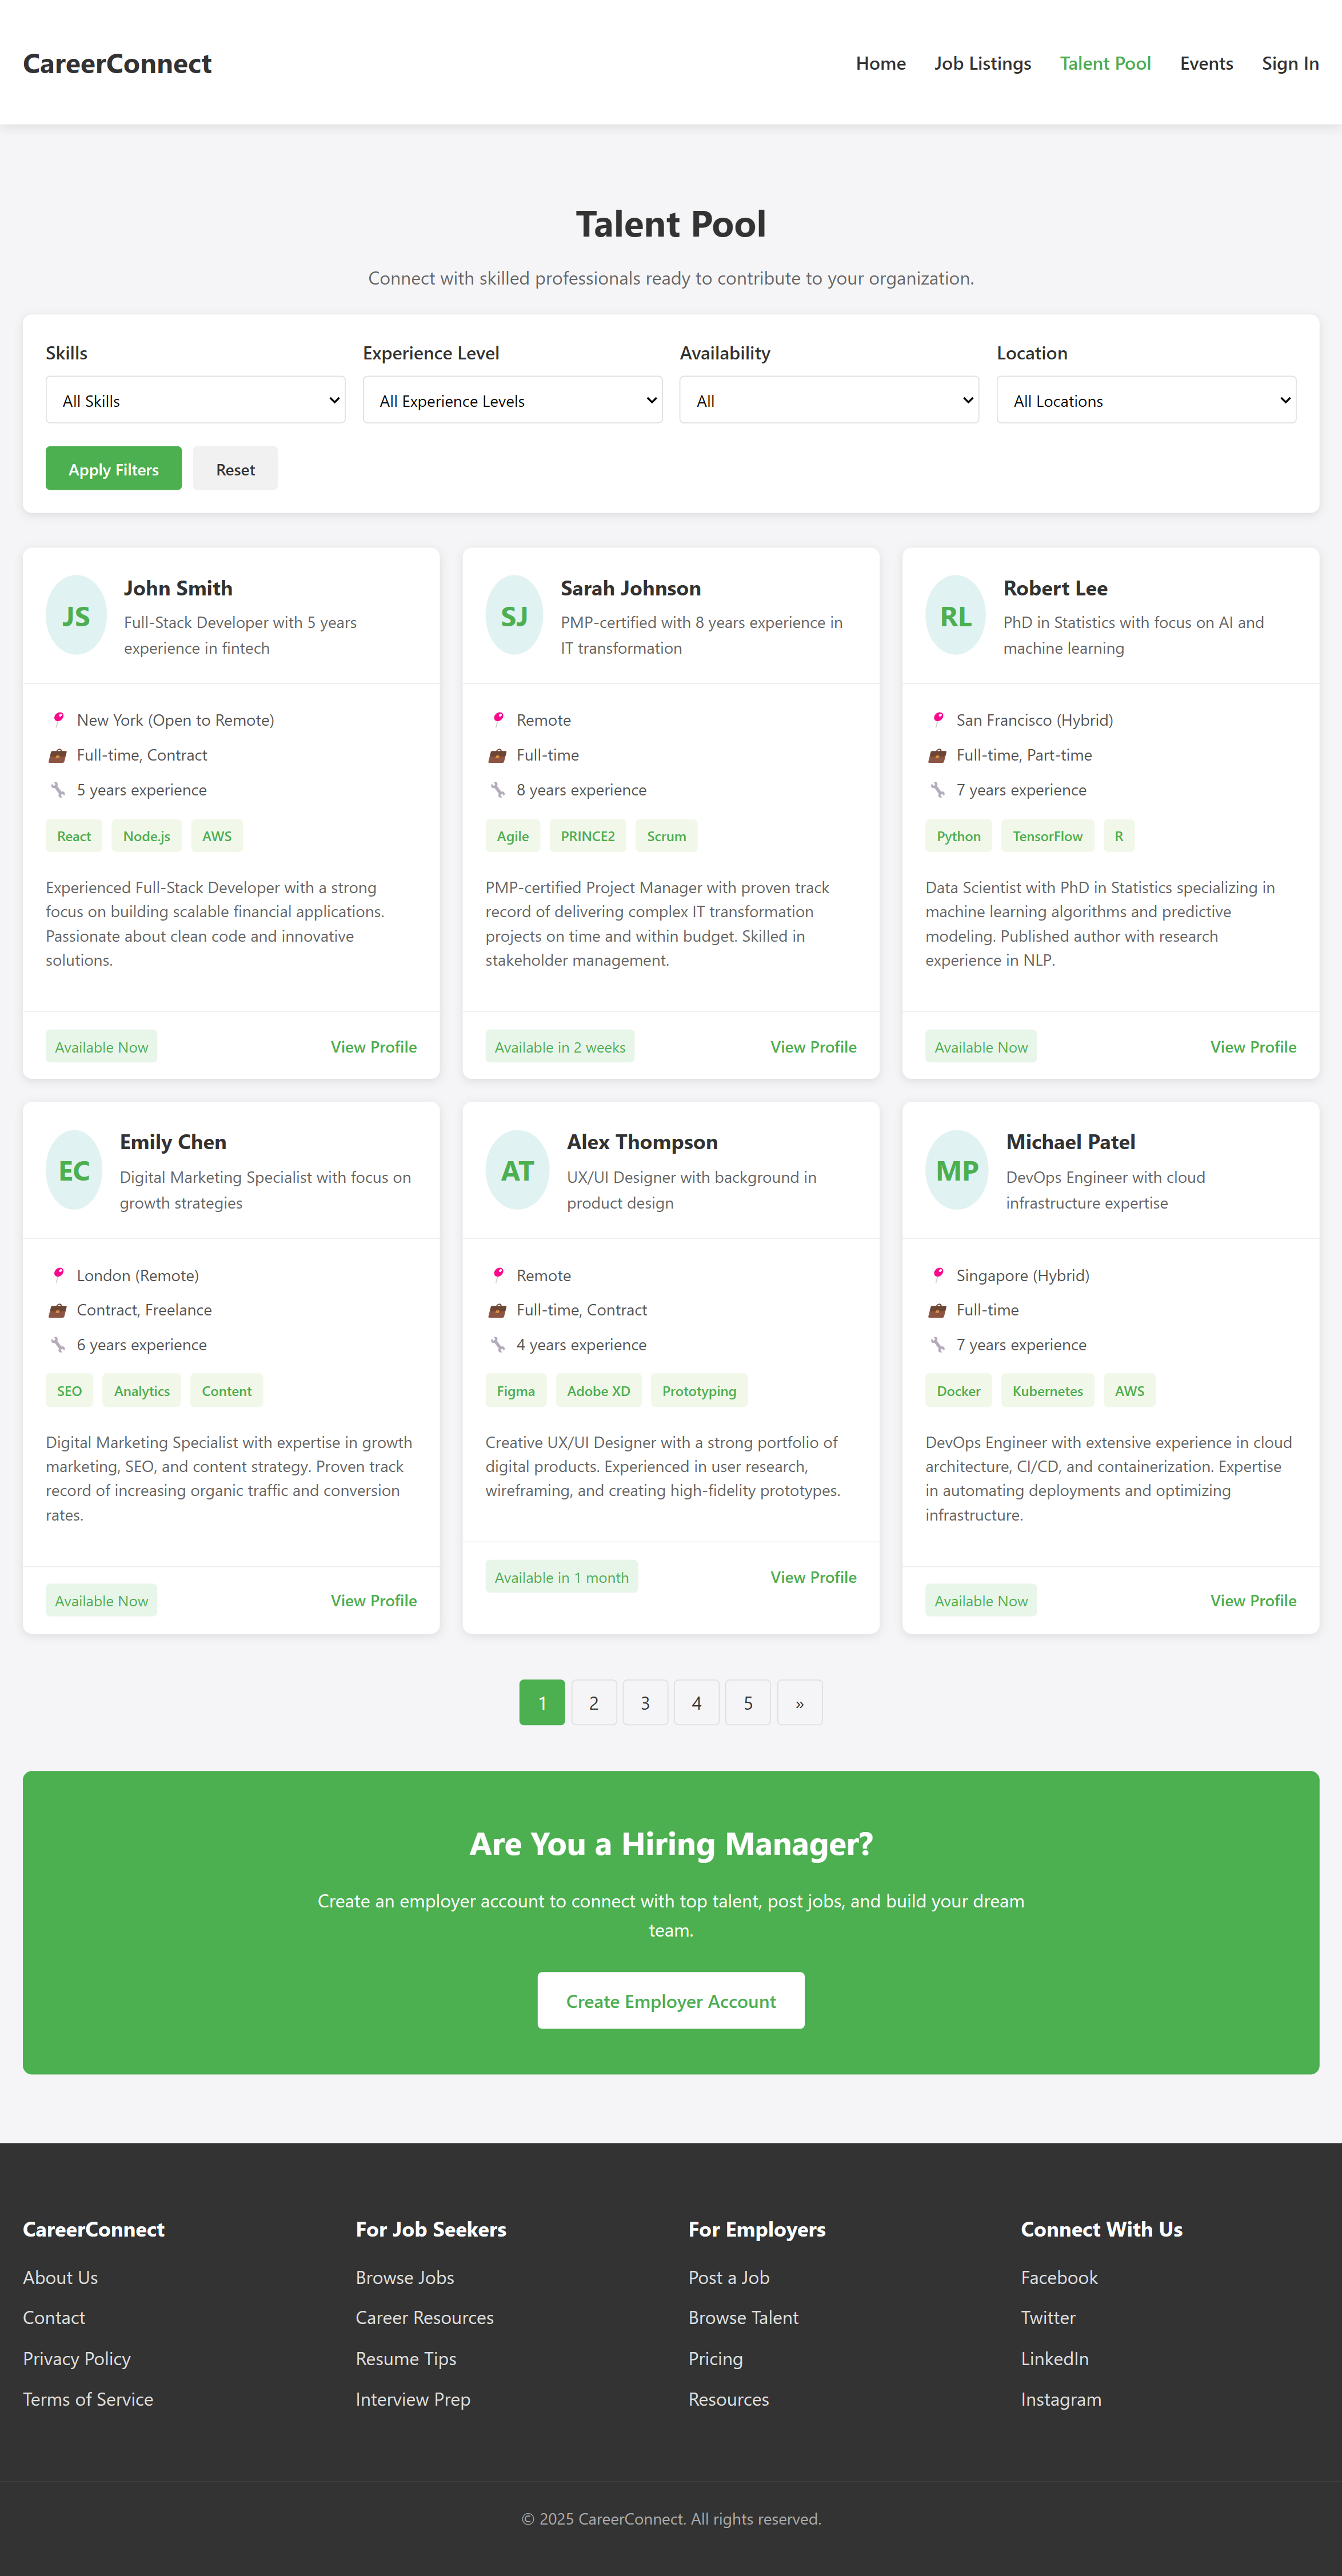 CareerConnect
Home Job Listings Talent Pool Events Sign In
Talent Pool
Connect with skilled professionals ready to contribute to your organization.
Skills
All Skills
Experience Level
All Experience Levels
Availability
All
Location
All Locations
Apply Filters Reset
JS
John Smith
Full-Stack Developer with 5 years
experience in fintech
New York (Open to Remote)
Full-time, Contract
5 years experience
React Node.js AWS
Experienced Full-Stack Developer with a strong
focus on building scalable financial applications.
Passionate about clean code and innovative
solutions.
Available Now View Profile
SJ
Sarah Johnson
PMP-certified with 8 years experience in
IT transformation
Remote
Full-time
8 years experience
Agile PRINCE2 Scrum
PMP-certified Project Manager with proven track
record of delivering complex IT transformation
projects on time and within budget. Skilled in
stakeholder management.
Available in 2 weeks View Profile
RL
Robert Lee
PhD in Statistics with focus on AI and
machine learning
San Francisco (Hybrid)
Full-time, Part-time
7 years experience
Python TensorFlow R
Data Scientist with PhD in Statistics specializing in
machine learning algorithms and predictive
modeling. Published author with research
experience in NLP.
Available Now View Profile
EC
Emily Chen
Digital Marketing Specialist with focus on
growth strategies
London (Remote)
Contract, Freelance
6 years experience
SEO Analytics Content
Digital Marketing Specialist with expertise in growth
marketing, SEO, and content strategy. Proven track
record of increasing organic traffic and conversion
rates.
Available Now View Profile
AT
Alex Thompson
UX/UI Designer with background in
product design
Remote
Full-time, Contract
4 years experience
Figma Adobe XD Prototyping
Creative UX/UI Designer with a strong portfolio of
digital products. Experienced in user research,
wireframing, and creating high-fidelity prototypes.
Available in 1 month View Profile
MP
Michael Patel
DevOps Engineer with cloud
infrastructure expertise
Singapore (Hybrid)
Full-time
7 years experience
Docker Kubernetes AWS
DevOps Engineer with extensive experience in cloud
architecture, CI/CD, and containerization. Expertise
in automating deployments and optimizing
infrastructure.
Available Now View Profile
1 2 3 4 5 »
Are You a Hiring Manager?
Create an employer account to connect with top talent, post jobs, and build your dream
team.
Create Employer Account
CareerConnect
About Us
Contact
Privacy Policy
Terms of Service
For Job Seekers
Browse Jobs
Career Resources
Resume Tips
Interview Prep
For Employers
Post a Job
Browse Talent
Pricing
Resources
Connect With Us
Facebook
Twitter
LinkedIn
Instagram
© 2025 CareerConnect. All rights reserved.